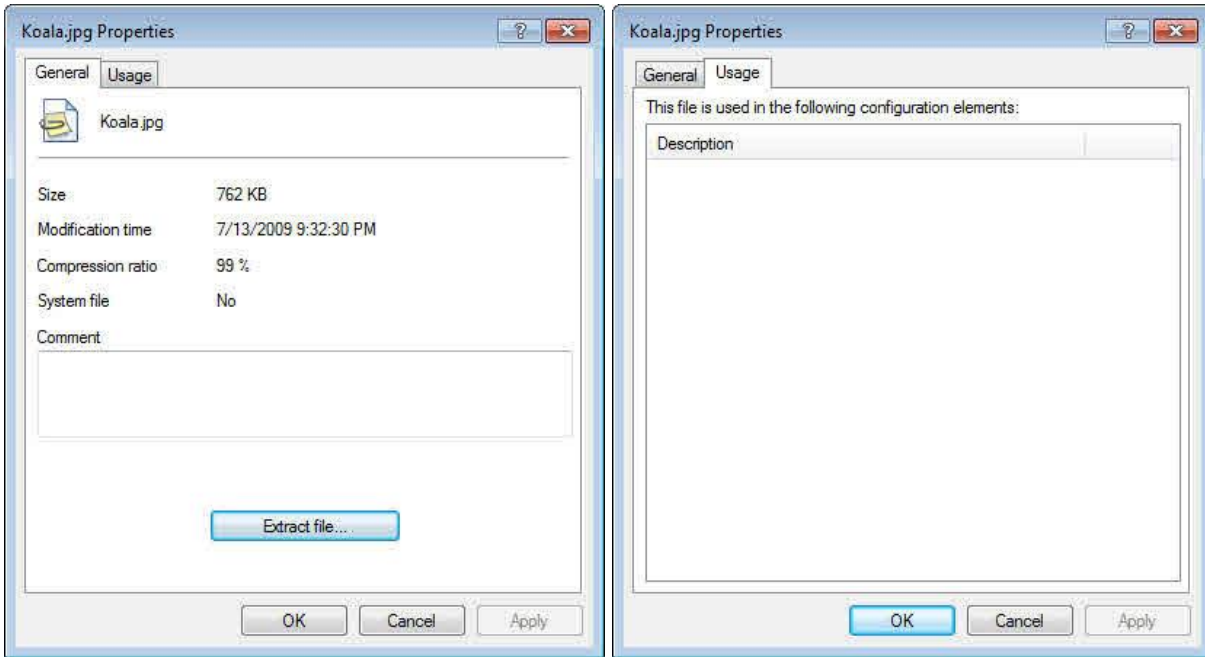 Koala.jpg Properties
General Usage
Koala.jpg
Size 762 KB
Modification time 7/13/2009 9:32:30 PM
Compression ratio 99 %
System file No
Comment
Extract file...
OK Cancel Apply
Koala.jpg Properties
General Usage
This file is used in the following configuration elements:
Description
OK Cancel Apply